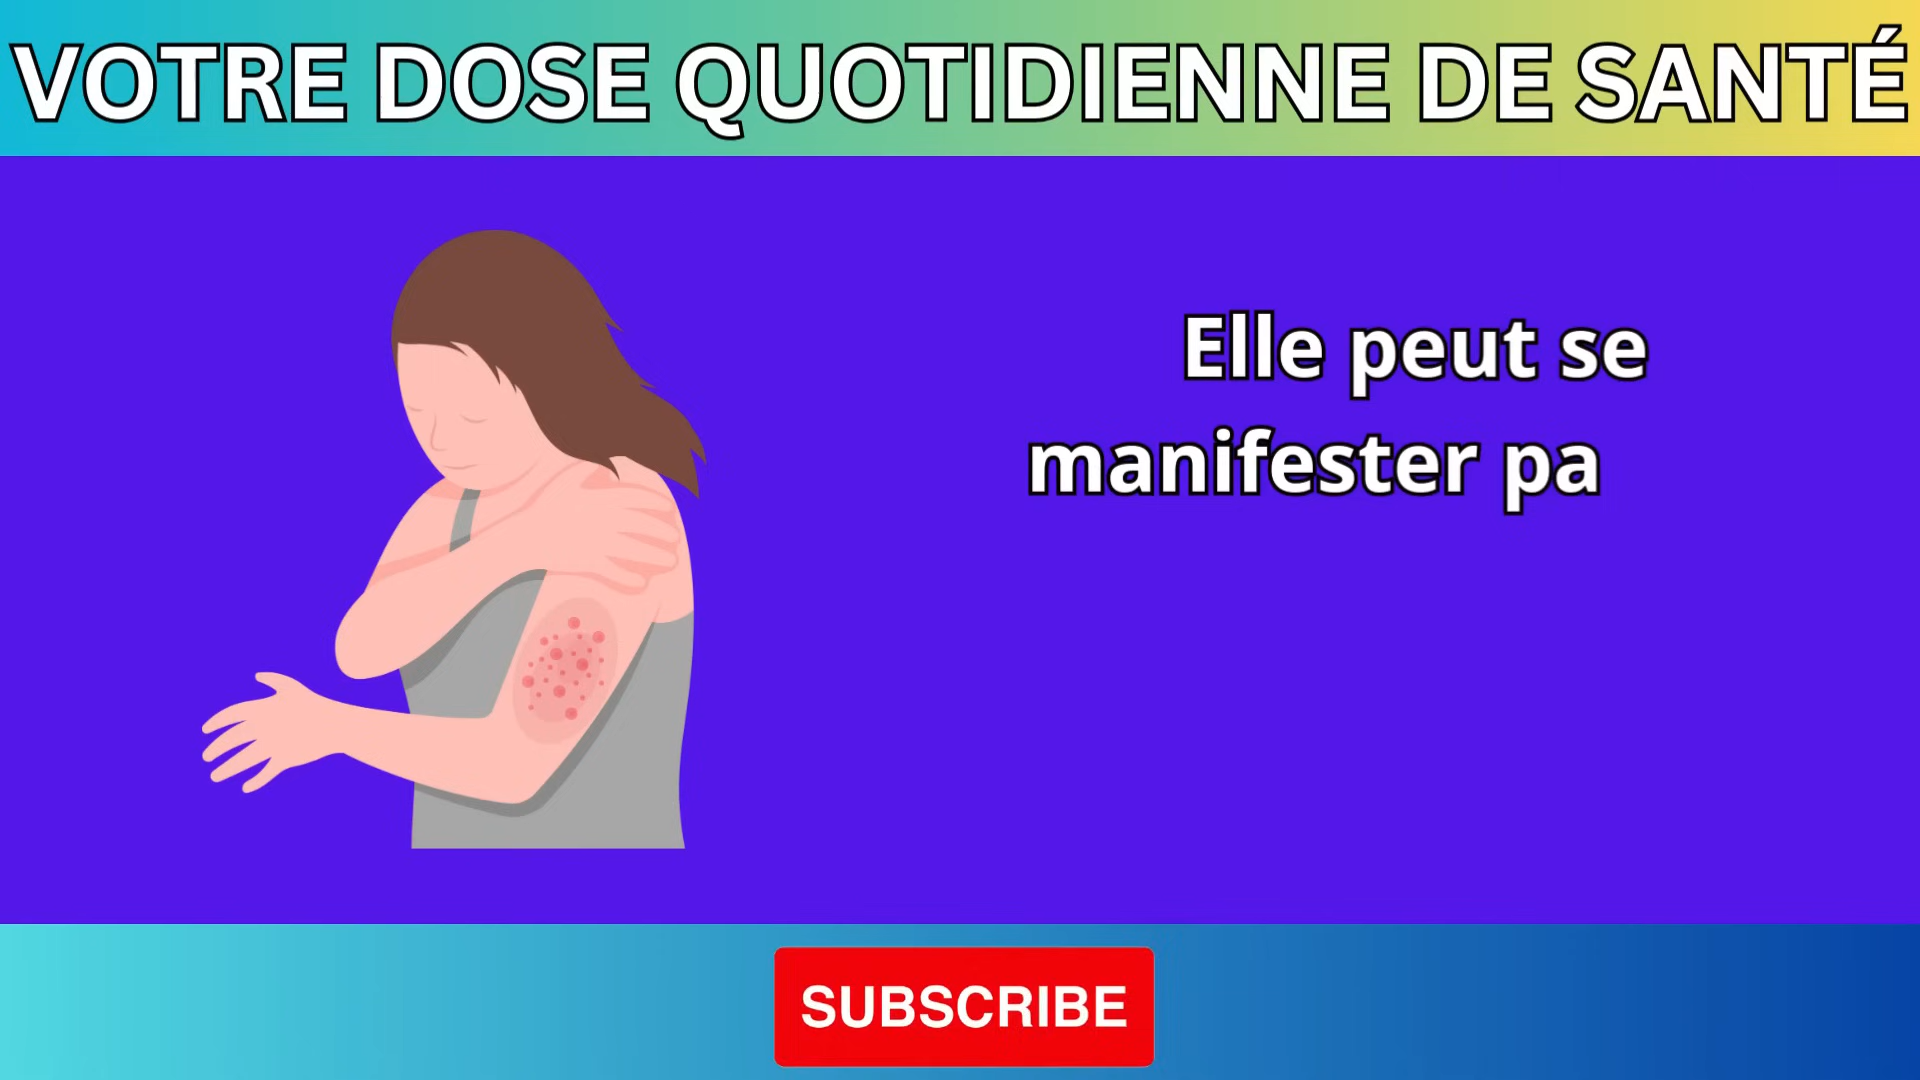 VOTRE DOSE QUOTIDIENNE DE SANTÉ
Elle peut se
manifester pa
SUBSCRIBE